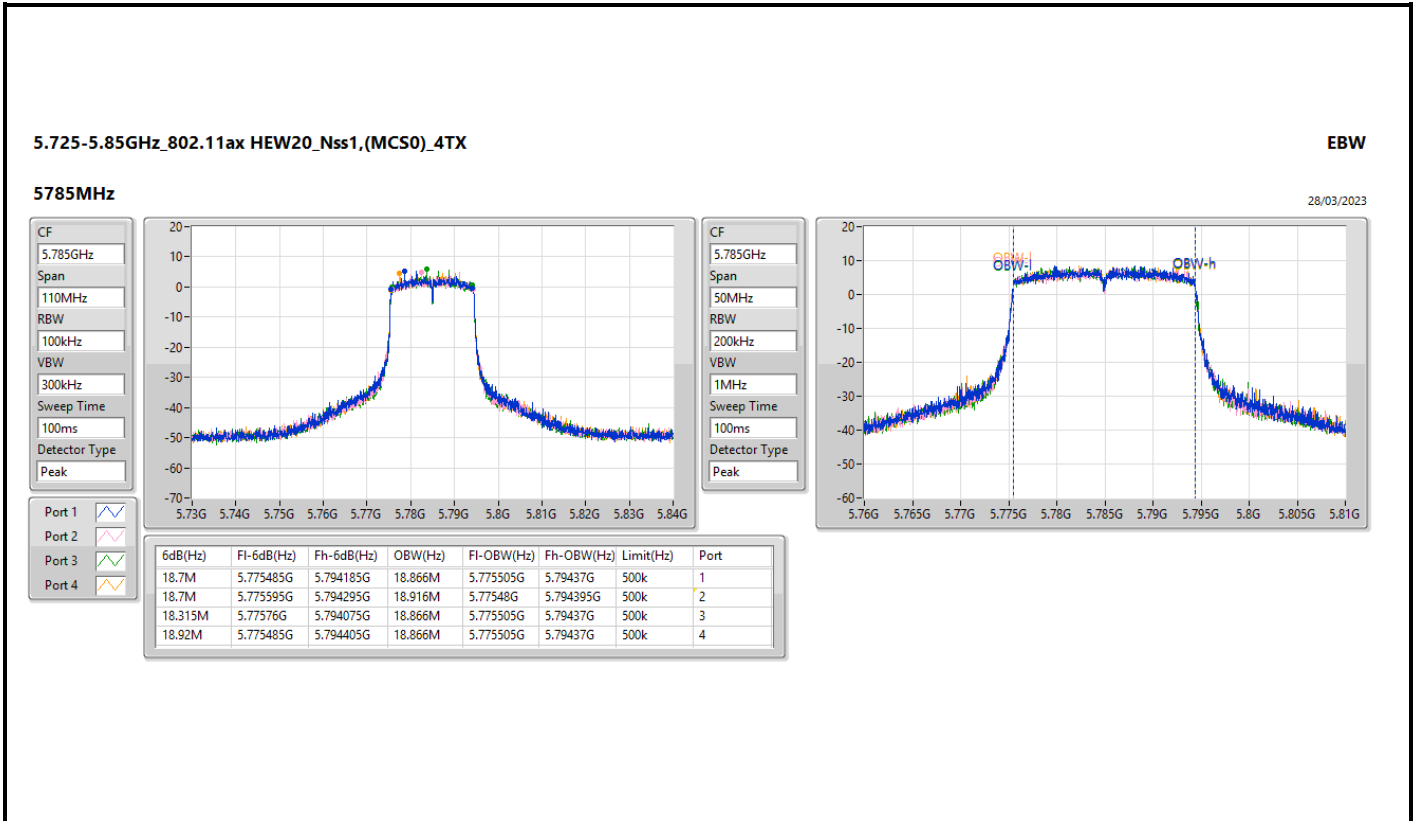 5.725-5.85GHz_802.11ax HEW20_Nss1,(MCS0)_4TX
EBW
5785MHz
28/03/2023
CF
5.785GHz
Span
110MHz
RBW
100kHz
VBW
300kHz
Sweep Time
100ms
Detector Type
Peak
20
10
0
-10
-20
-30
-40
-50
-60
-70
5.73G 5.74G 5.75G 5.76G 5.77G 5.78G 5.79G 5.8G 5.81G 5.82G 5.83G 5.84G
CF
5.785GHz
Span
50MHz
RBW
200kHz
VBW
1MHz
Sweep Time
100ms
Detector Type
Peak
20
10
0
-10
-20
-30
-40
-50
-60
OBW-l
OBW-l
OBW-h
5.76G 5.765G 5.77G 5.775G 5.78G 5.785G 5.79G 5.795G 5.8G 5.805G 5.81G
Port 1
Port 2
Port 3
Port 4
6dB(Hz) Fl-6dB(Hz) Fh-6dB(Hz) OBW(Hz) Fl-OBW(Hz) Fh-OBW(Hz) Limit(Hz) Port
18.7M 5.775485G 5.794185G 18.866M 5.775505G 5.79437G 500k 1
18.7M 5.775595G 5.794295G 18.916M 5.77548G 5.794395G 500k 2
18.315M 5.77576G 5.794075G 18.866M 5.775505G 5.79437G 500k 3
18.92M 5.775485G 5.794405G 18.866M 5.775505G 5.79437G 500k 4